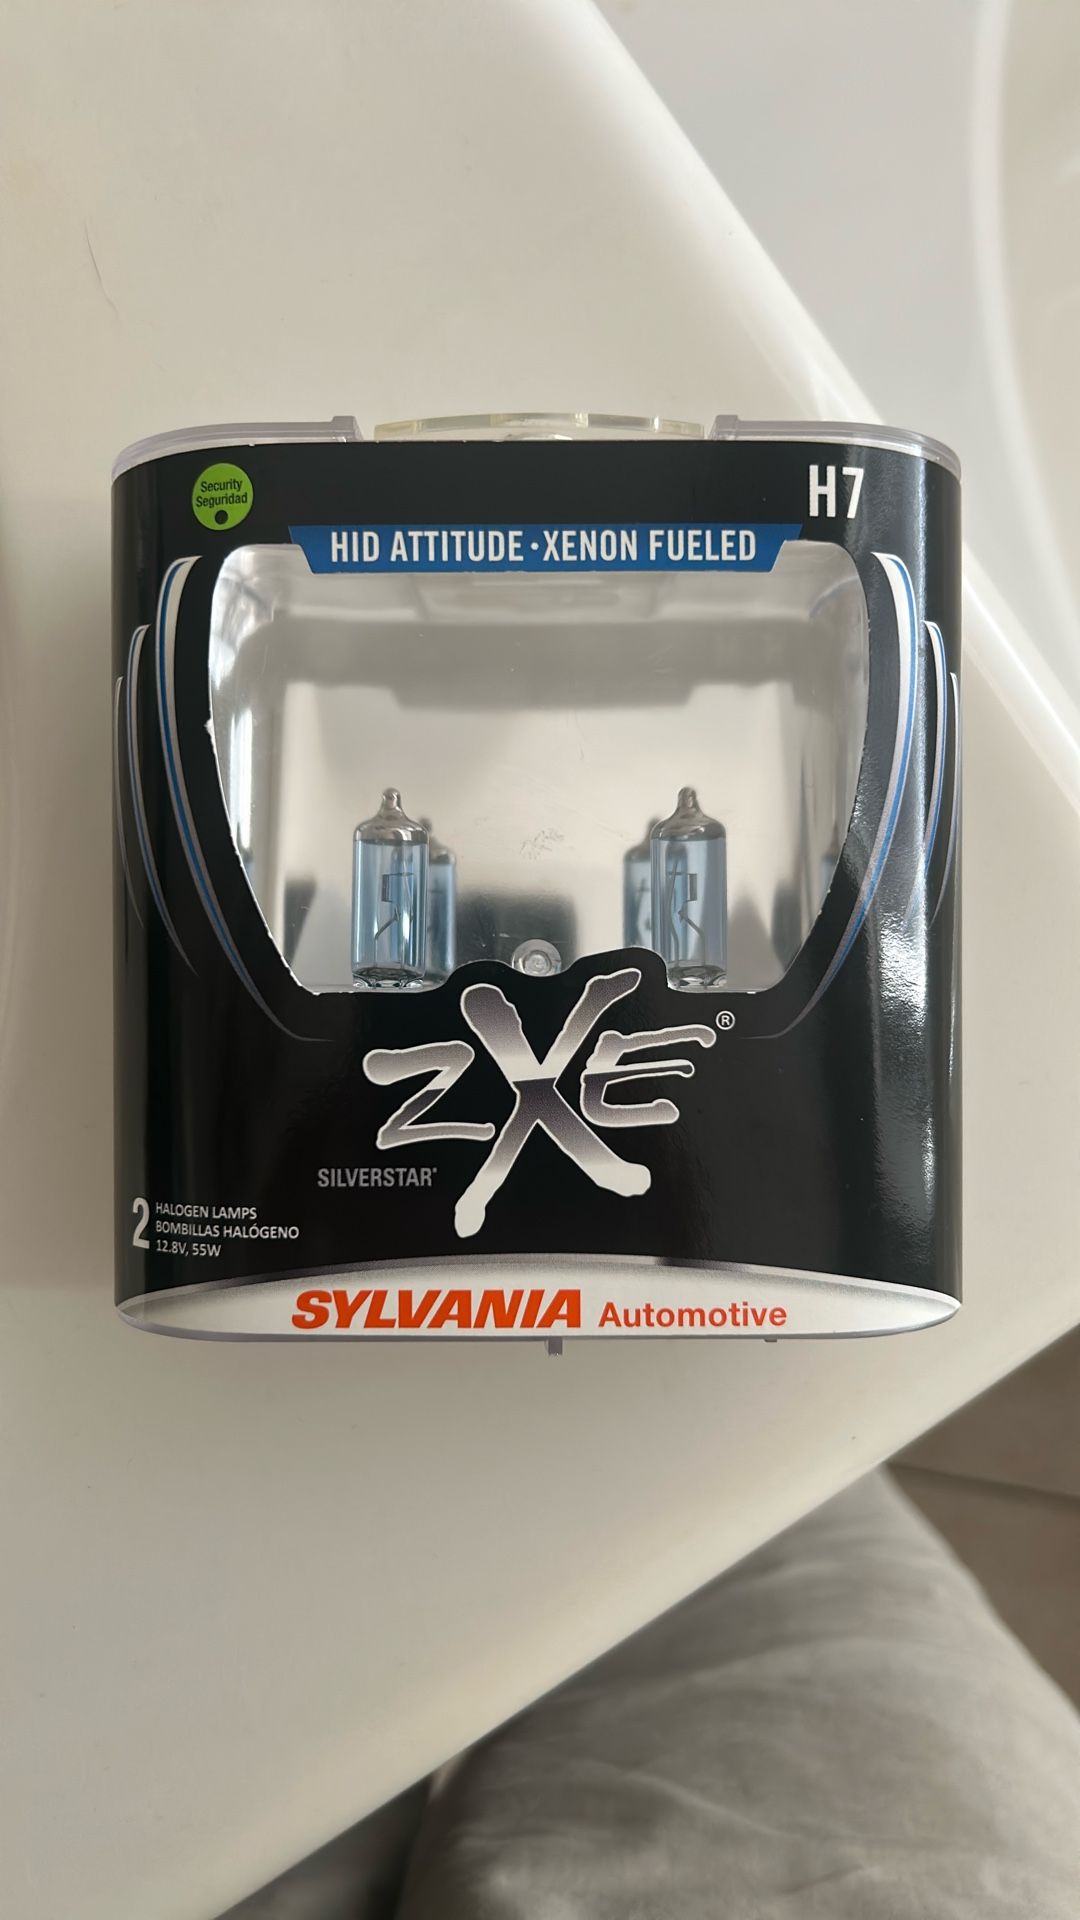 Security
Seguridad
H7
HID ATTITUDE • XENON FUELED
ZXE®
SILVERSTAR®
2 HALOGEN LAMPS
BOMBILLAS HALÓGENO
12.8V, 55W
SYLVANIA Automotive